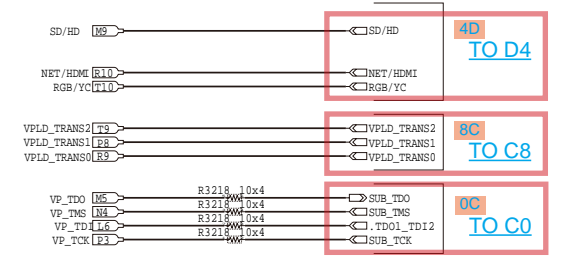 SD/HD M9 SD/HD 4D
TO D4
NET/HDMI R10 NET/HDMI
RGB/YC T10 RGB/YC
VPLD_TRANS2 T9 VPLD_TRANS2 8C
VPLD_TRANS1 P8 VPLD_TRANS1 TO C8
VPLD_TRANS0 R9 VPLD_TRANS0
VP_TDO M5 R3218 10x4 SUB_TDO 0C
VP_TMS N4 R3218 10x4 SUB_TMS
VP_TDI L6 R3218 10x4 .TDO1_TDI2 TO C0
VP_TCK P3 R3218 10x4 SUB_TCK